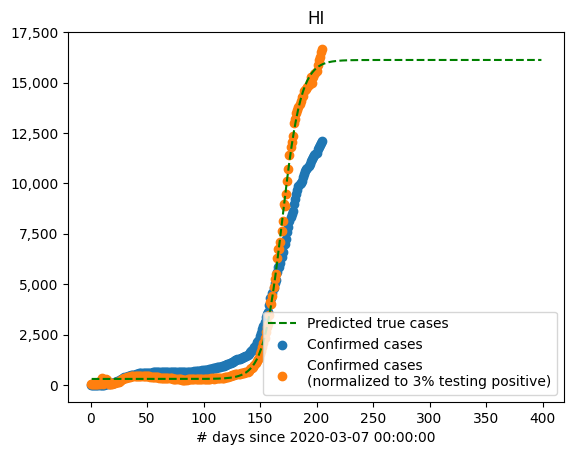 HI
17,500
15,000
12,500
10,000
7,500
5,000
2,500
0
Predicted true cases
Confirmed cases
Confirmed cases
(normalized to 3% testing positive)
0 50 100 150 200 250 300 350 400
# days since 2020-03-07 00:00:00